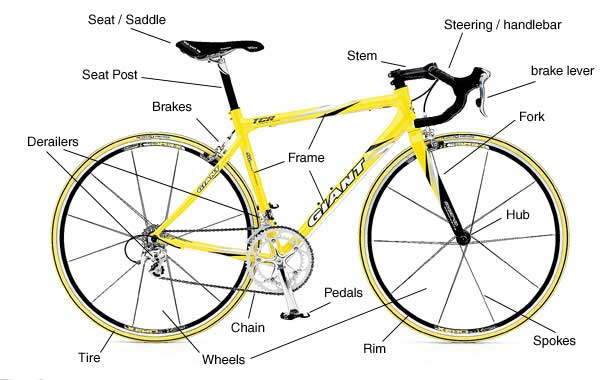 Seat / Saddle
Steering / handlebar
Stem
Seat Post
brake lever
Brakes
Fork
TCR
Derailers
Frame
GIANT
GIANT
Hub
Pedals
Chain
Spokes
Rim
Tire
Wheels